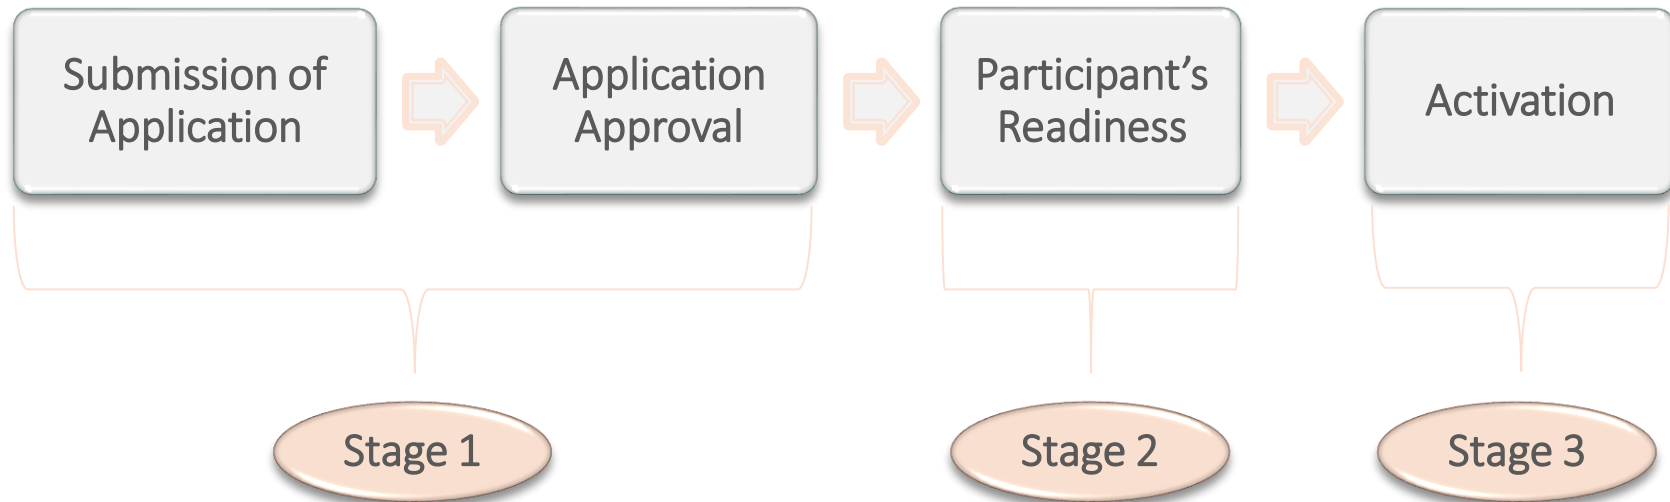 Submission of
Application
Application
Approval
Participant’s
Readiness
Activation
Stage 1
Stage 2
Stage 3